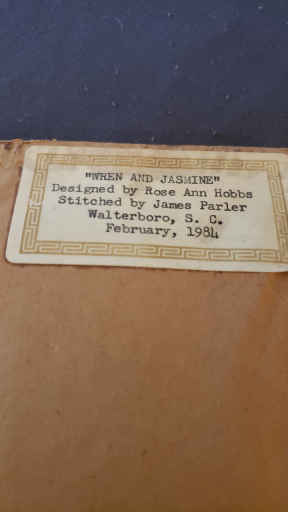 "WREN AND JASMINE"
Designed by Rose Ann Hobbs
Stitched by James Parler
Walterboro, S. C.
February, 1984